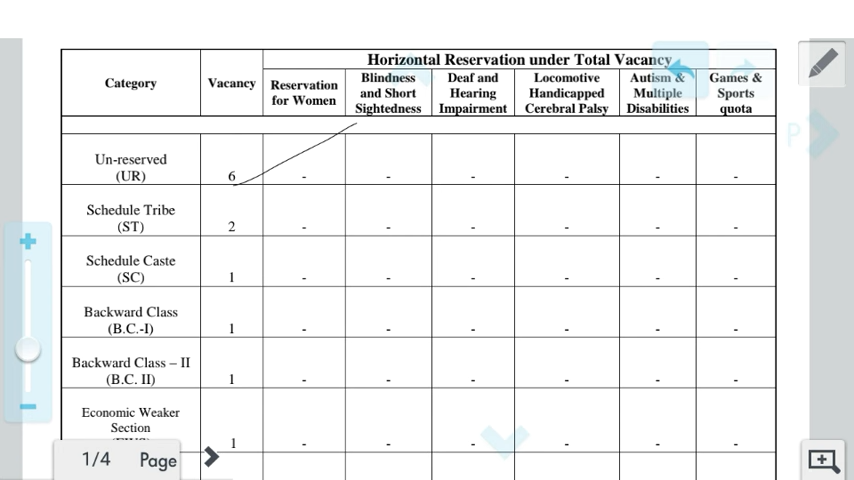 Horizontal Reservation under Total Vacancy
Category Vacancy Reservation for Women Blindness and Short Sightedness Deaf and Hearing Impairment Locomotive Handicapped Cerebral Palsy Autism & Multiple Disabilities Games & Sports quota
Un-reserved
(UR) 6 - - - - - -
Schedule Tribe
(ST) 2 - - - - - -
Schedule Caste
(SC) 1 - - - - - -
Backward Class
(B.C.-I) 1 - - - - - -
Backward Class – II
(B.C. II) 1 - - - - - -
Economic Weaker
Section
1 - - - - - -
1/4 Page
P